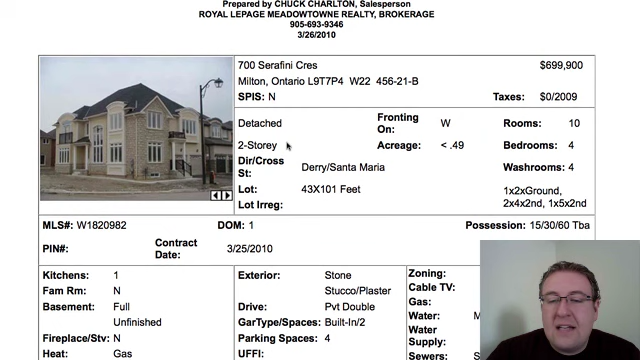 Prepared by CHUCK CHARLTON, Salesperson
ROYAL LEPAGE MEADOWTOWNE REALTY, BROKERAGE
905-693-9346
3/26/2010
700 Serafini Cres $699,900
Milton, Ontario L9T7P4 W22 456-21-B
SPIS: N Taxes: $0/2009
Detached Fronting On: W Rooms: 10
2-Storey Acreage: < .49 Bedrooms: 4
Dir/Cross St: Derry/Santa Maria Washrooms: 4
Lot: 43X101 Feet 1x2xGround,
Lot Irreg: 2x4x2nd, 1x5x2nd
MLS#: W1820982 DOM: 1 Possession: 15/30/60 Tba
PIN#: Contract Date: 3/25/2010
Kitchens: 1 Exterior: Stone Zoning:
Fam Rm: N Stucco/Plaster Cable TV:
Basement: Full Drive: Pvt Double Gas:
Unfinished GarType/Spaces: Built-In/2 Water:
Fireplace/Stv: N Parking Spaces: 4 Water Supply:
Heat: Gas UFFI: Sewers: